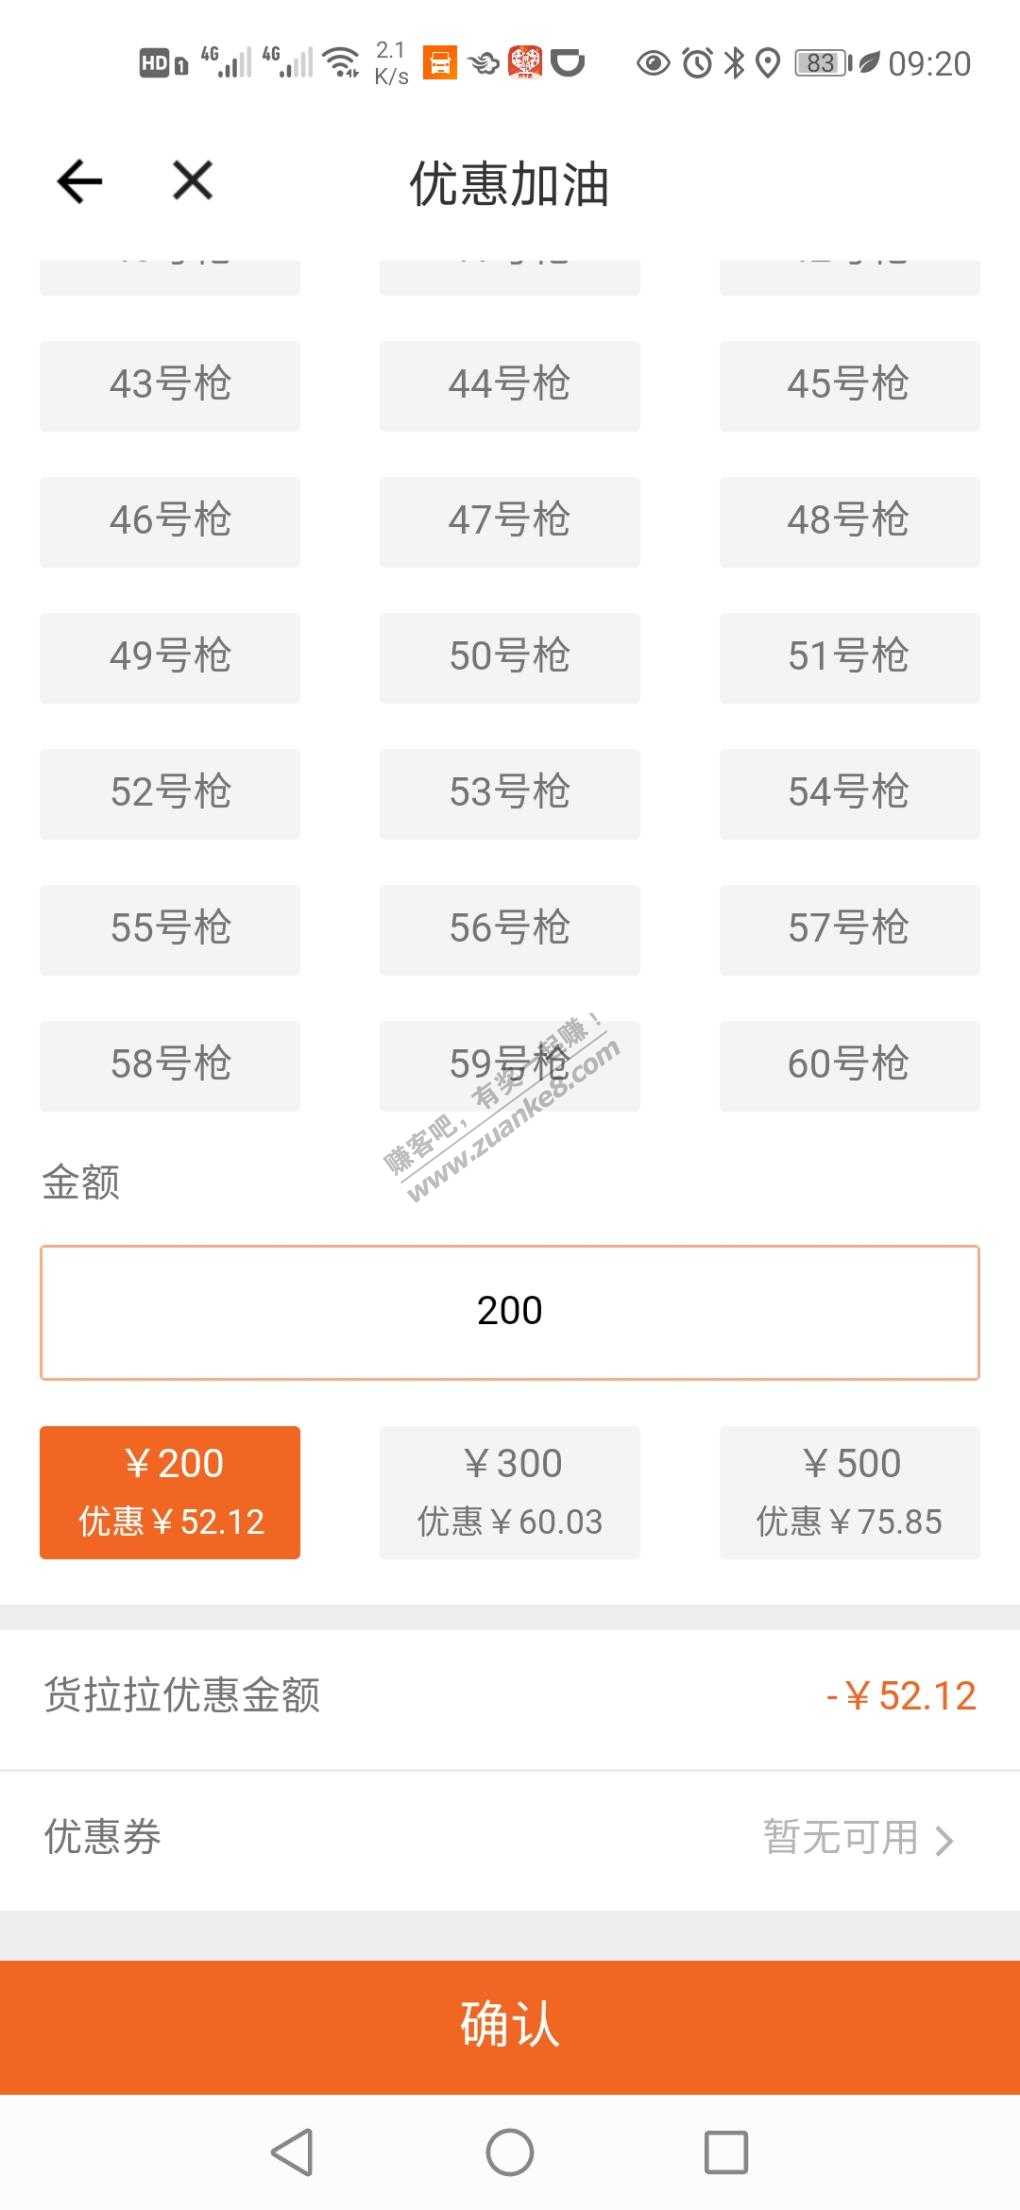 HD 1 4G 4G 2.1 K/s 83 09:20
优惠加油
43号枪 44号枪 45号枪
46号枪 47号枪 48号枪
49号枪 50号枪 51号枪
52号枪 53号枪 54号枪
55号枪 56号枪 57号枪
58号枪 59号枪 60号枪
赚客吧，有奖一起赚！
www.zuanke8.com
金额
200
￥200 ￥300 ￥500
优惠￥52.12 优惠￥60.03 优惠￥75.85
货拉拉优惠金额 -￥52.12
优惠券 暂无可用
确认